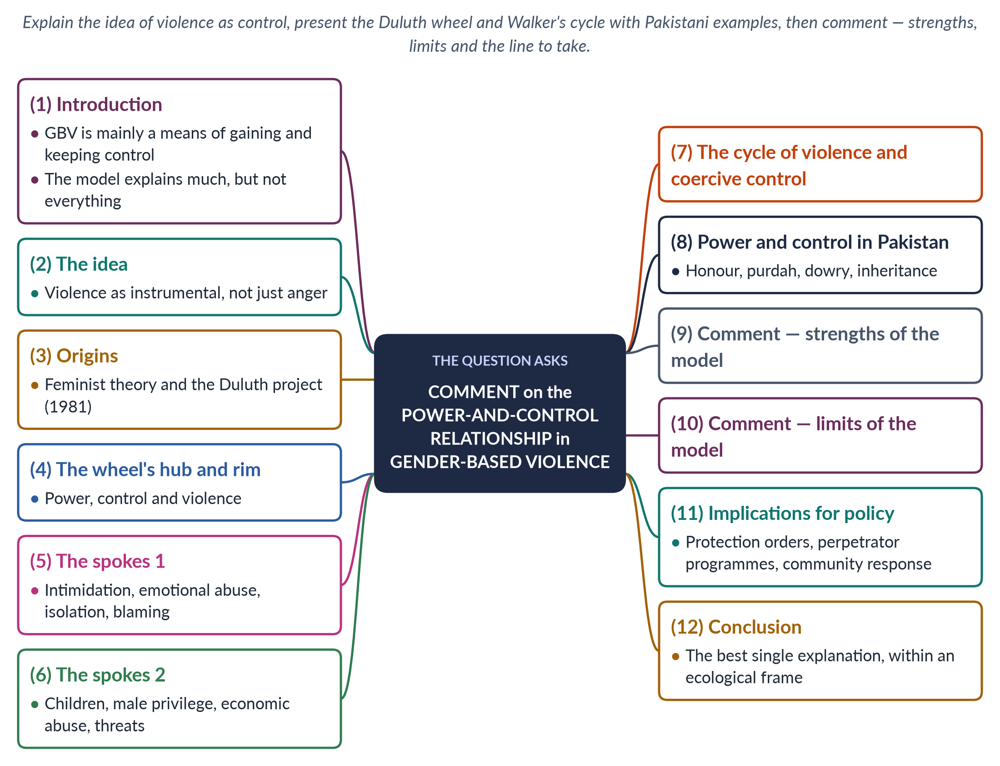 Explain the idea of violence as control, present the Duluth wheel and Walker's cycle with Pakistani examples, then comment — strengths,
limits and the line to take.
(1) Introduction
• GBV is mainly a means of gaining and
keeping control
• The model explains much, but not
everything
(2) The idea
• Violence as instrumental, not just anger
(3) Origins
• Feminist theory and the Duluth project
(1981)
(4) The wheel's hub and rim
• Power, control and violence
(5) The spokes 1
• Intimidation, emotional abuse,
isolation, blaming
(6) The spokes 2
• Children, male privilege, economic
abuse, threats
THE QUESTION ASKS
COMMENT on the
POWER-AND-CONTROL
RELATIONSHIP in
GENDER-BASED VIOLENCE
(7) The cycle of violence and
coercive control
(8) Power and control in Pakistan
• Honour, purdah, dowry, inheritance
(9) Comment — strengths of the
model
(10) Comment — limits of the
model
(11) Implications for policy
• Protection orders, perpetrator
programmes, community response
(12) Conclusion
• The best single explanation, within an
ecological frame